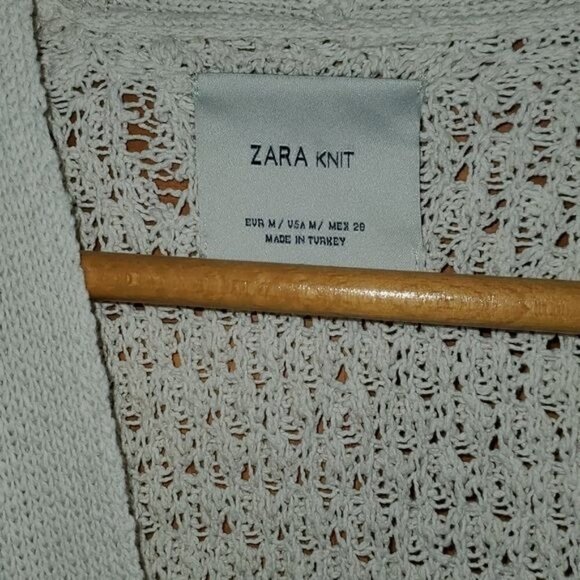 ZARA KNIT
EUR M / USA M / MEX 28
MADE IN TURKEY